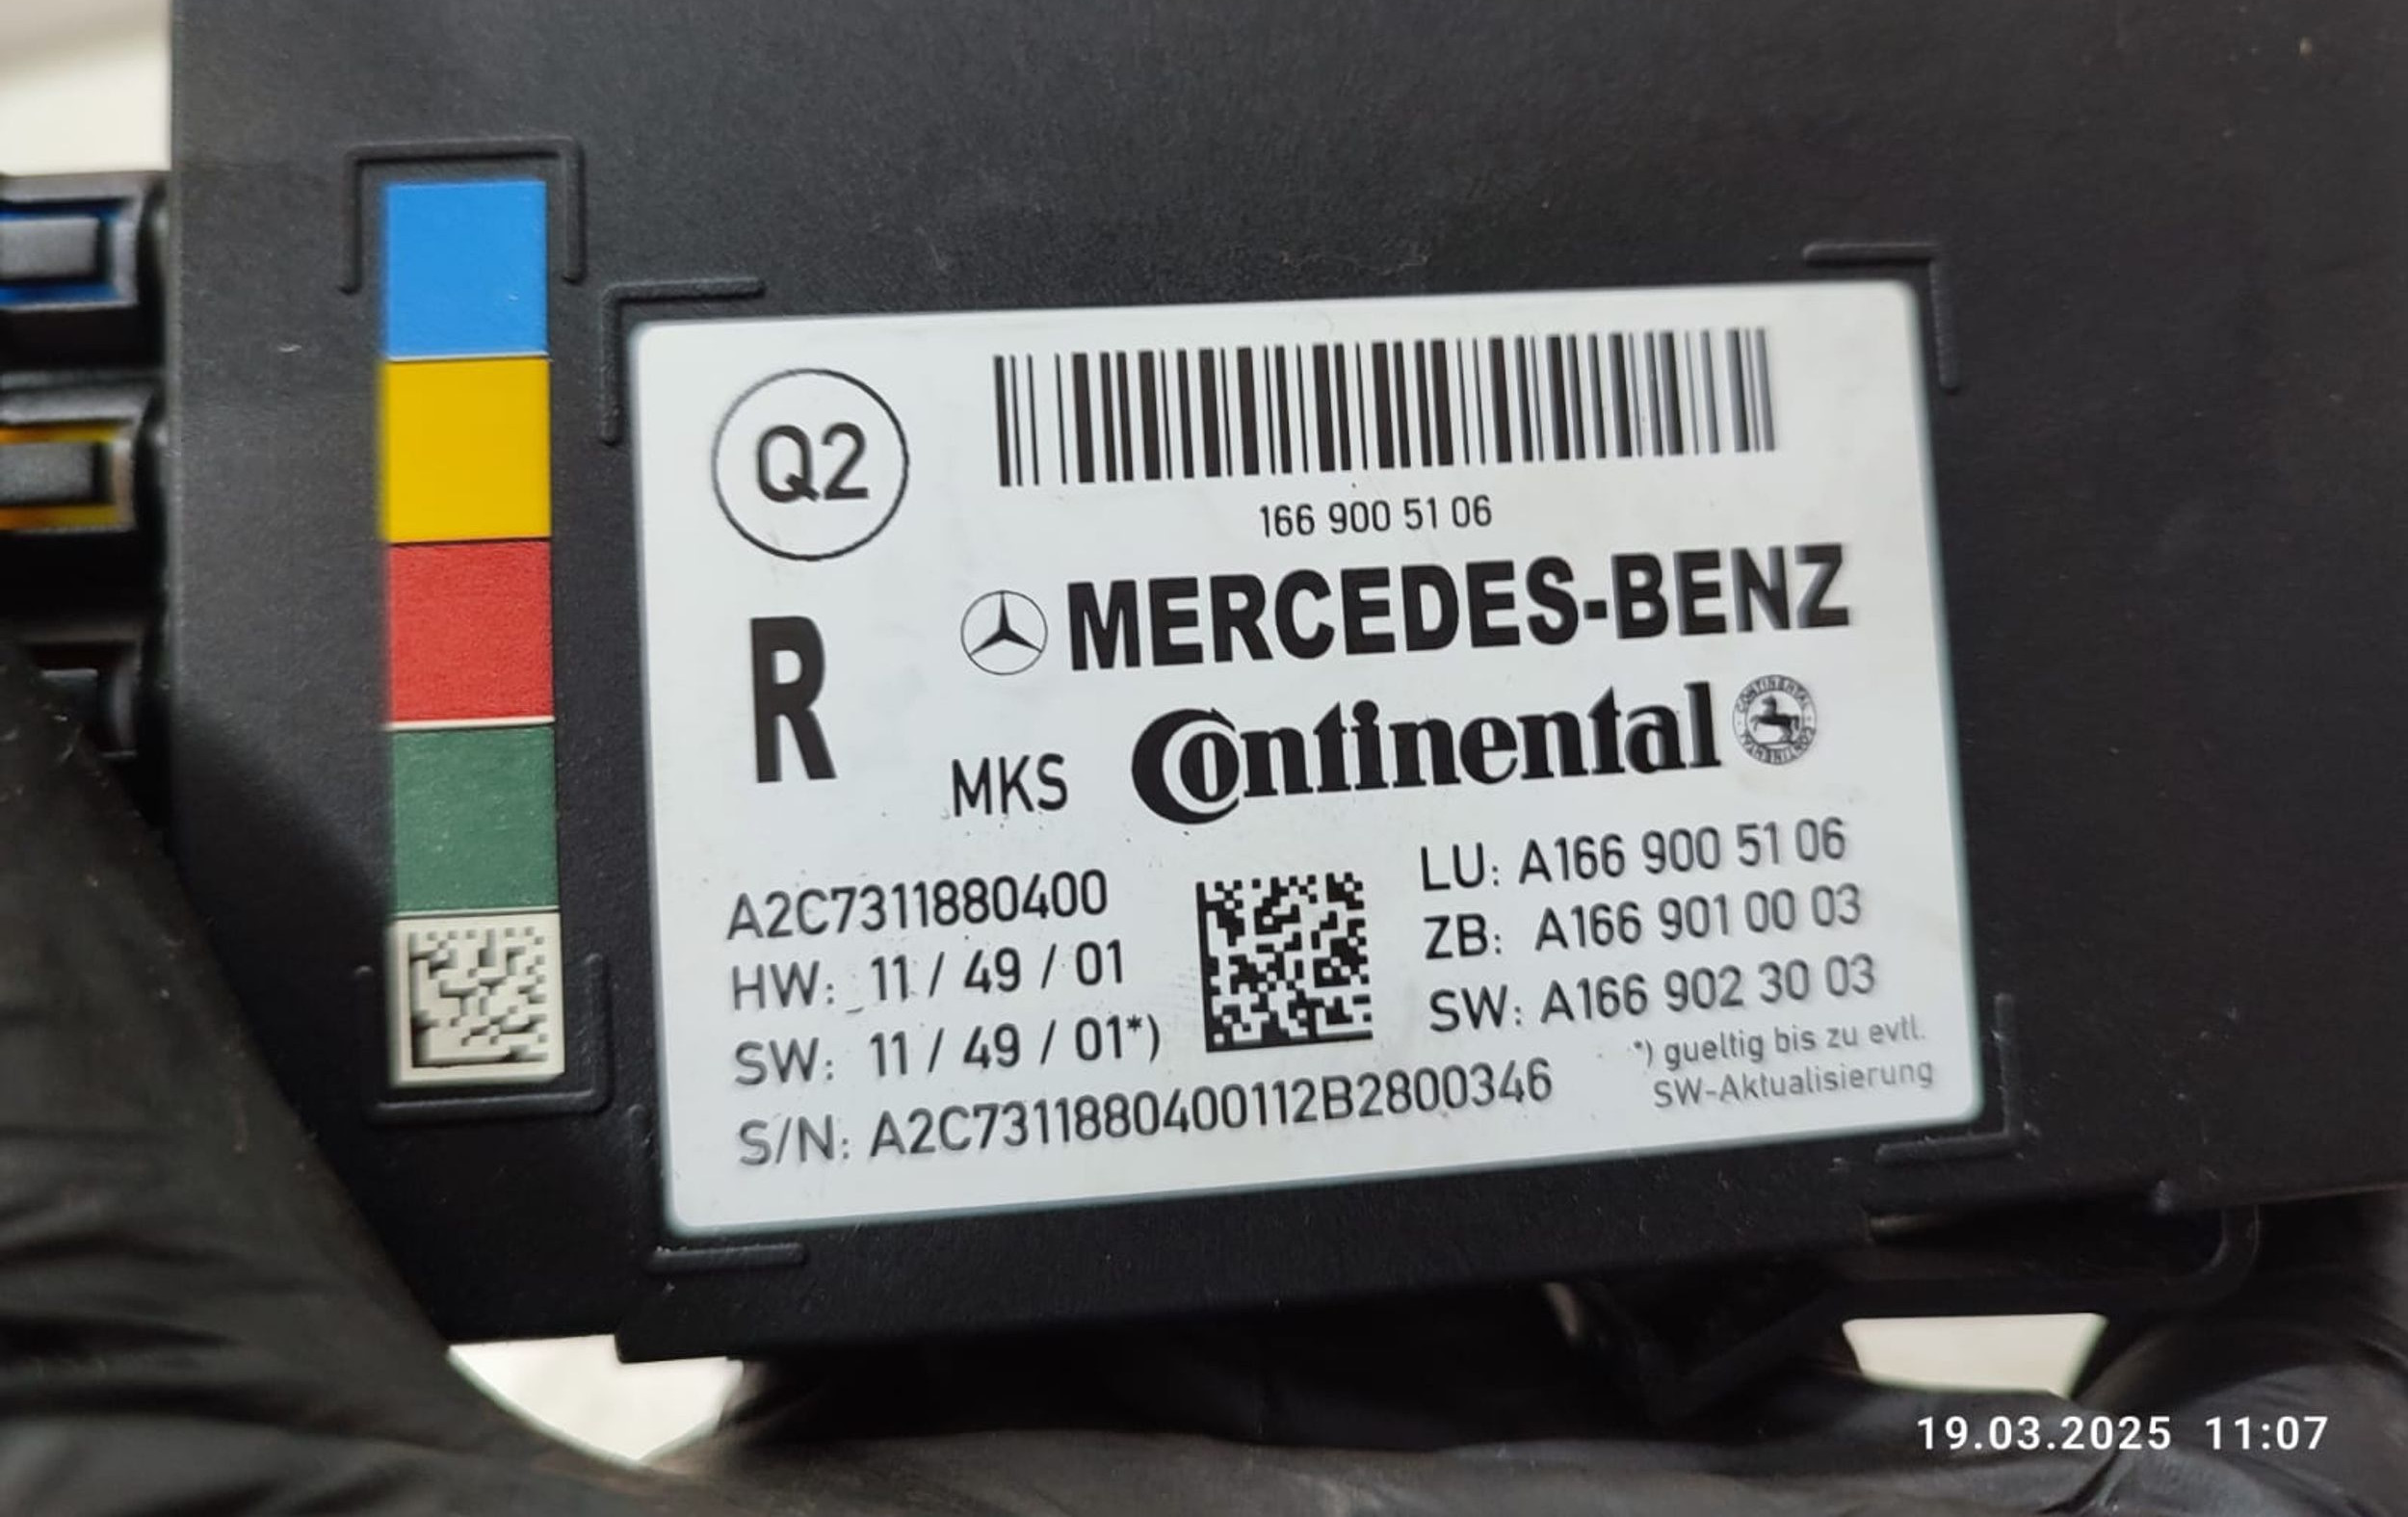 Q2
166 900 51 06
MERCEDES-BENZ
R
MKS Continental
CONTINENTAL · CONTINENTAL
A2C7311880400
HW: 11 / 49 / 01
SW: 11 / 49 / 01*)
LU: A166 900 51 06
ZB: A166 901 00 03
SW: A166 902 30 03
*) gueltig bis zu evtl.
SW-Aktualisierung
S/N: A2C7311880400112B2800346
19.03.2025 11:07